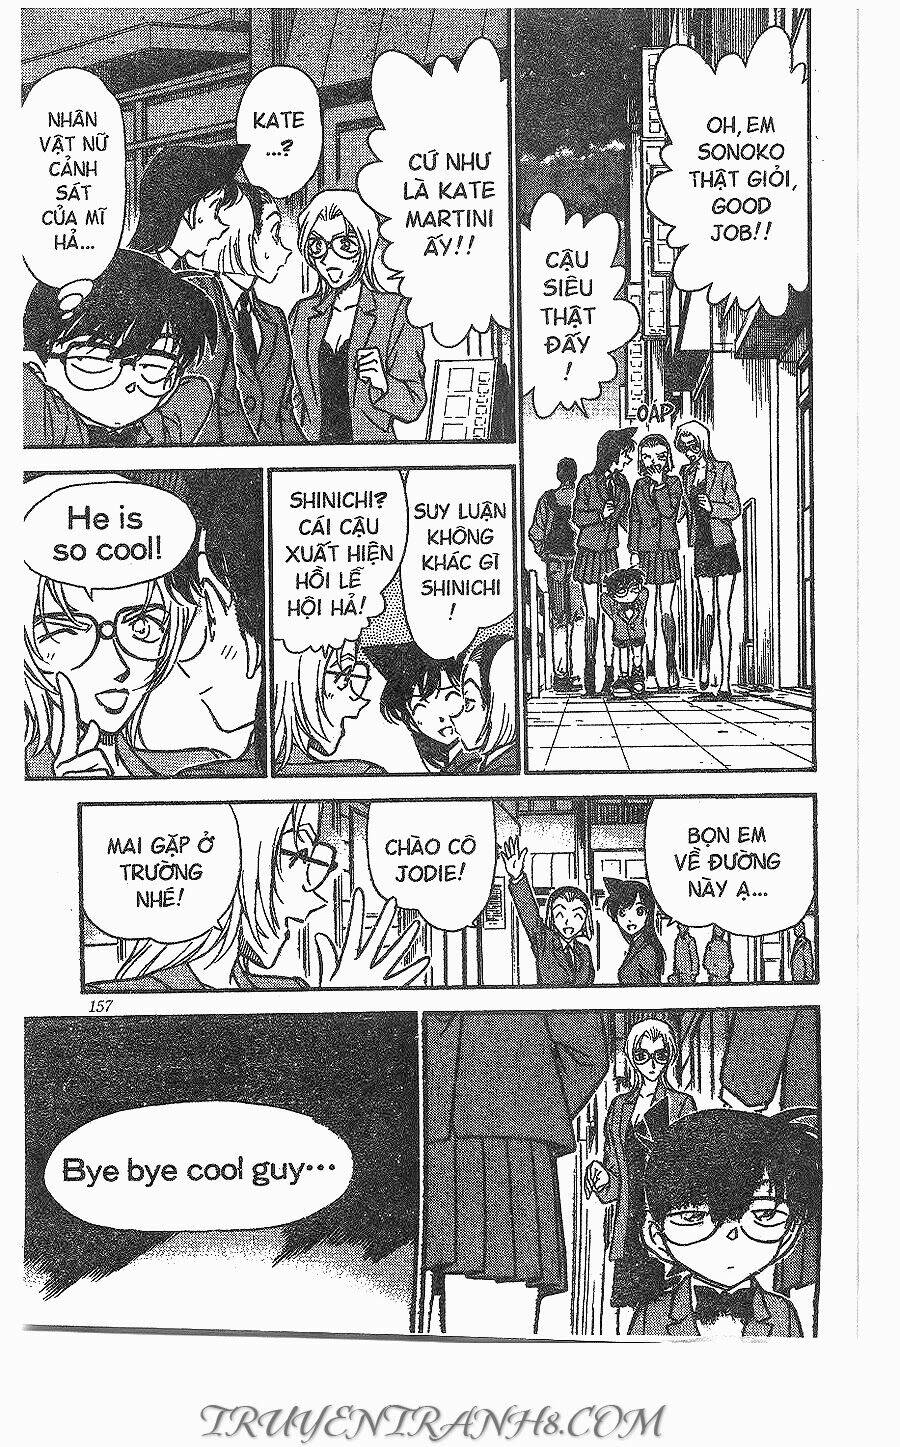 OH, EM
SONOKO
THẬT GIỎI,
GOOD
JOB!!
CẬU
SIÊU
THẬT
ĐẤY
!
OÁP
CỨ NHƯ
LÀ KATE
MARTINI
ẤY!!
KATE
...?
NHÂN
VẬT NỮ
CẢNH
SÁT
CỦA MĨ
HẢ...
SUY LUẬN
KHÔNG
KHÁC GÌ
SHINICHI
!
SHINICHI?
CÁI CẬU
XUẤT HIỆN
HỒI LỄ
HỘI HẢ!
He is
so cool!
BỌN EM
VỀ ĐƯỜNG
NÀY Ạ...
CHÀO CÔ
JODIE!
MAI GẶP Ở
TRƯỜNG
NHÉ!
157
Bye bye cool guy...
TRUYENTRANH8.COM